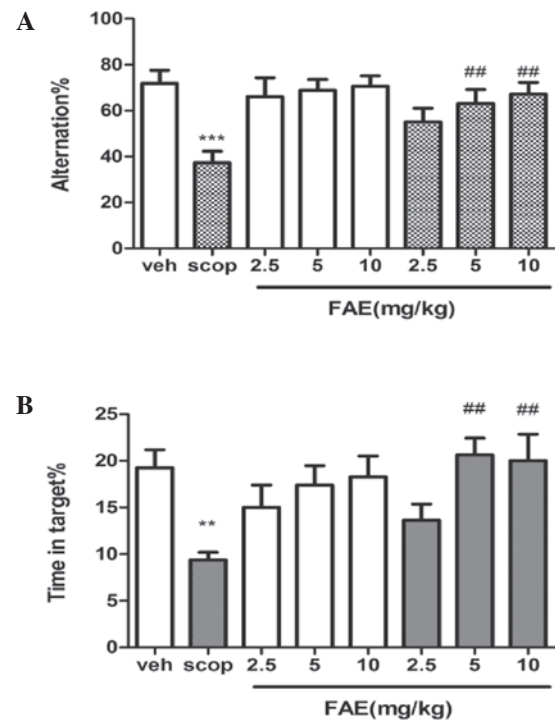 A
100
80
60
40
20
0
Alternation%
***
##
##
veh scop 2.5 5 10 2.5 5 10
FAE(mg/kg)
B
25
20
15
10
5
0
Time in target%
**
##
##
veh scop 2.5 5 10 2.5 5 10
FAE(mg/kg)